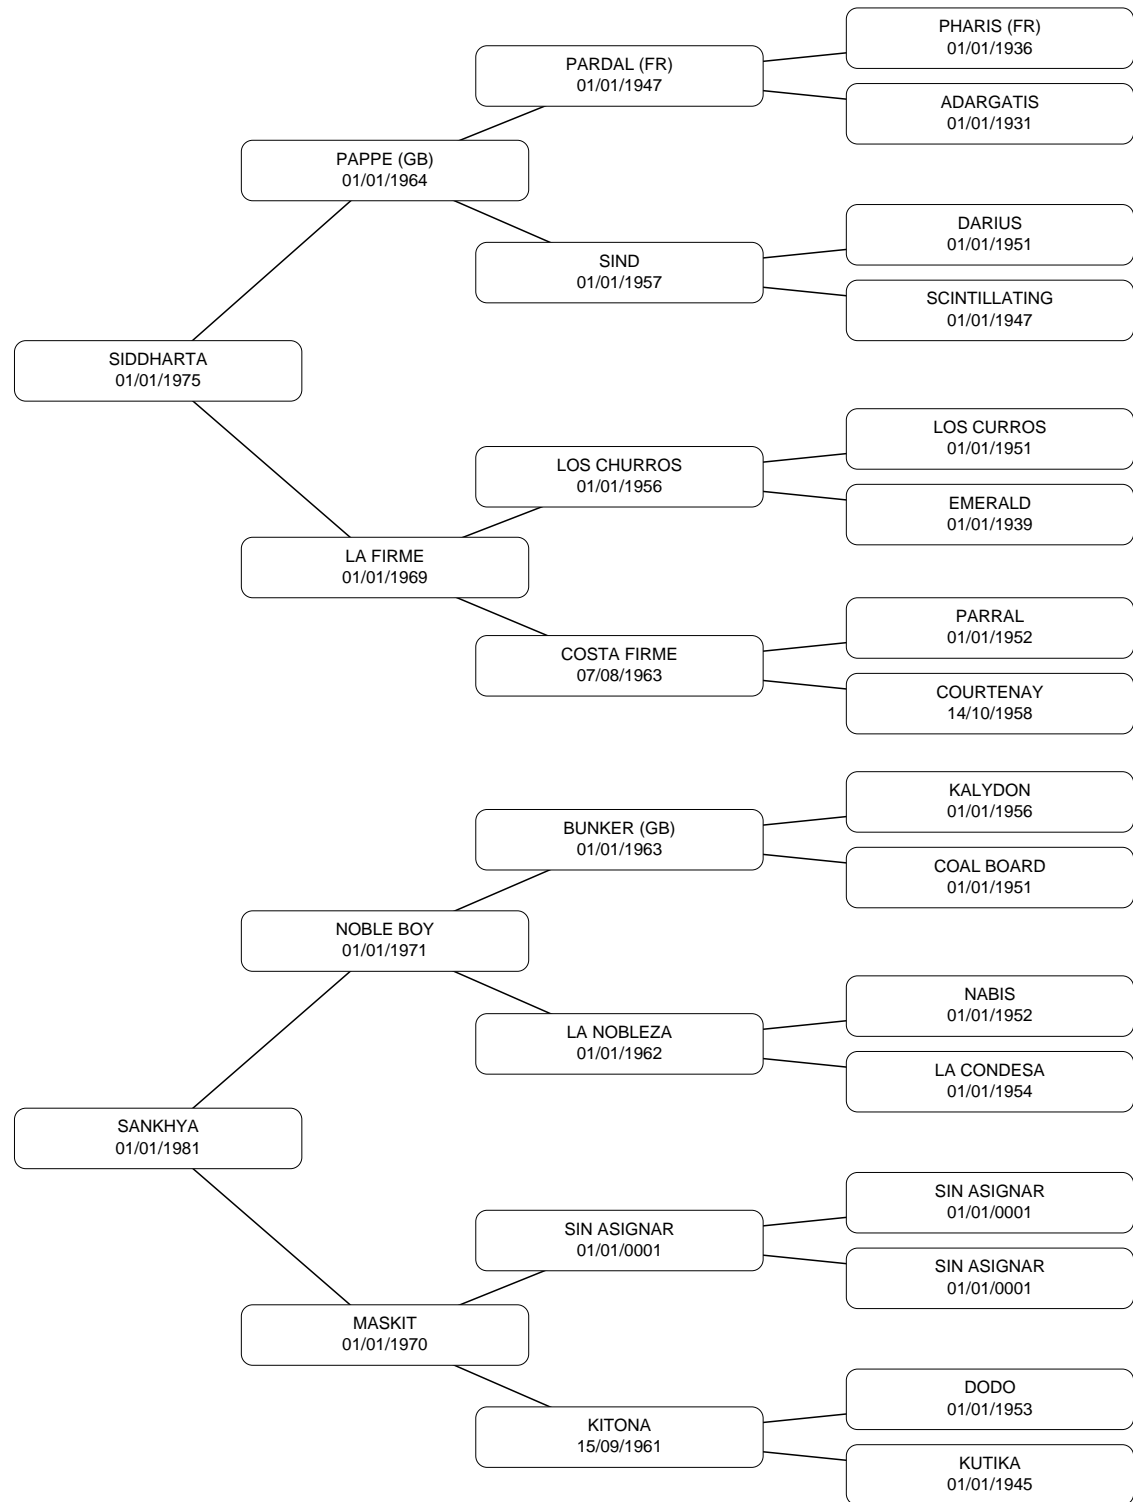 PHARIS (FR)
01/01/1936
PARDAL (FR)
01/01/1947
ADARGATIS
01/01/1931
PAPPE (GB)
01/01/1964
DARIUS
01/01/1951
SIND
01/01/1957
SCINTILLATING
01/01/1947
SIDDHARTA
01/01/1975
LOS CURROS
01/01/1951
LOS CHURROS
01/01/1956
EMERALD
01/01/1939
LA FIRME
01/01/1969
PARRAL
01/01/1952
COSTA FIRME
07/08/1963
COURTENAY
14/10/1958
KALYDON
01/01/1956
BUNKER (GB)
01/01/1963
COAL BOARD
01/01/1951
NOBLE BOY
01/01/1971
NABIS
01/01/1952
LA NOBLEZA
01/01/1962
LA CONDESA
01/01/1954
SANKHYA
01/01/1981
SIN ASIGNAR
01/01/0001
SIN ASIGNAR
01/01/0001
SIN ASIGNAR
01/01/0001
MASKIT
01/01/1970
DODO
01/01/1953
KITONA
15/09/1961
KUTIKA
01/01/1945